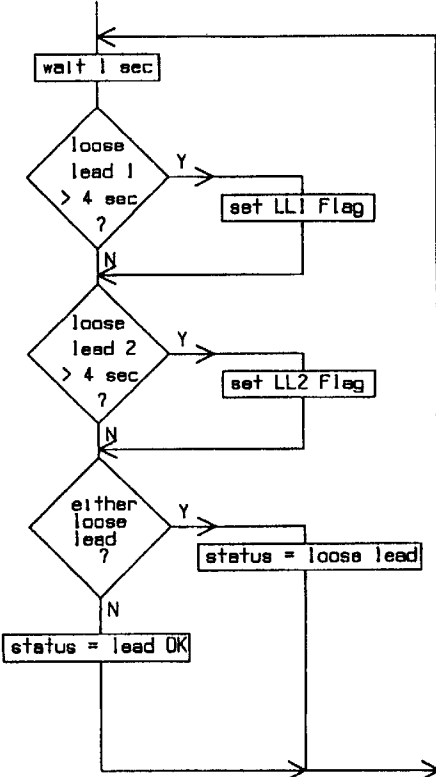 wait 1 sec
loose
lead 1
> 4 sec
?
Y
set LL1 Flag
N
loose
lead 2
> 4 sec
?
Y
set LL2 Flag
N
either
loose
lead
?
Y
status = loose lead
N
status = lead OK